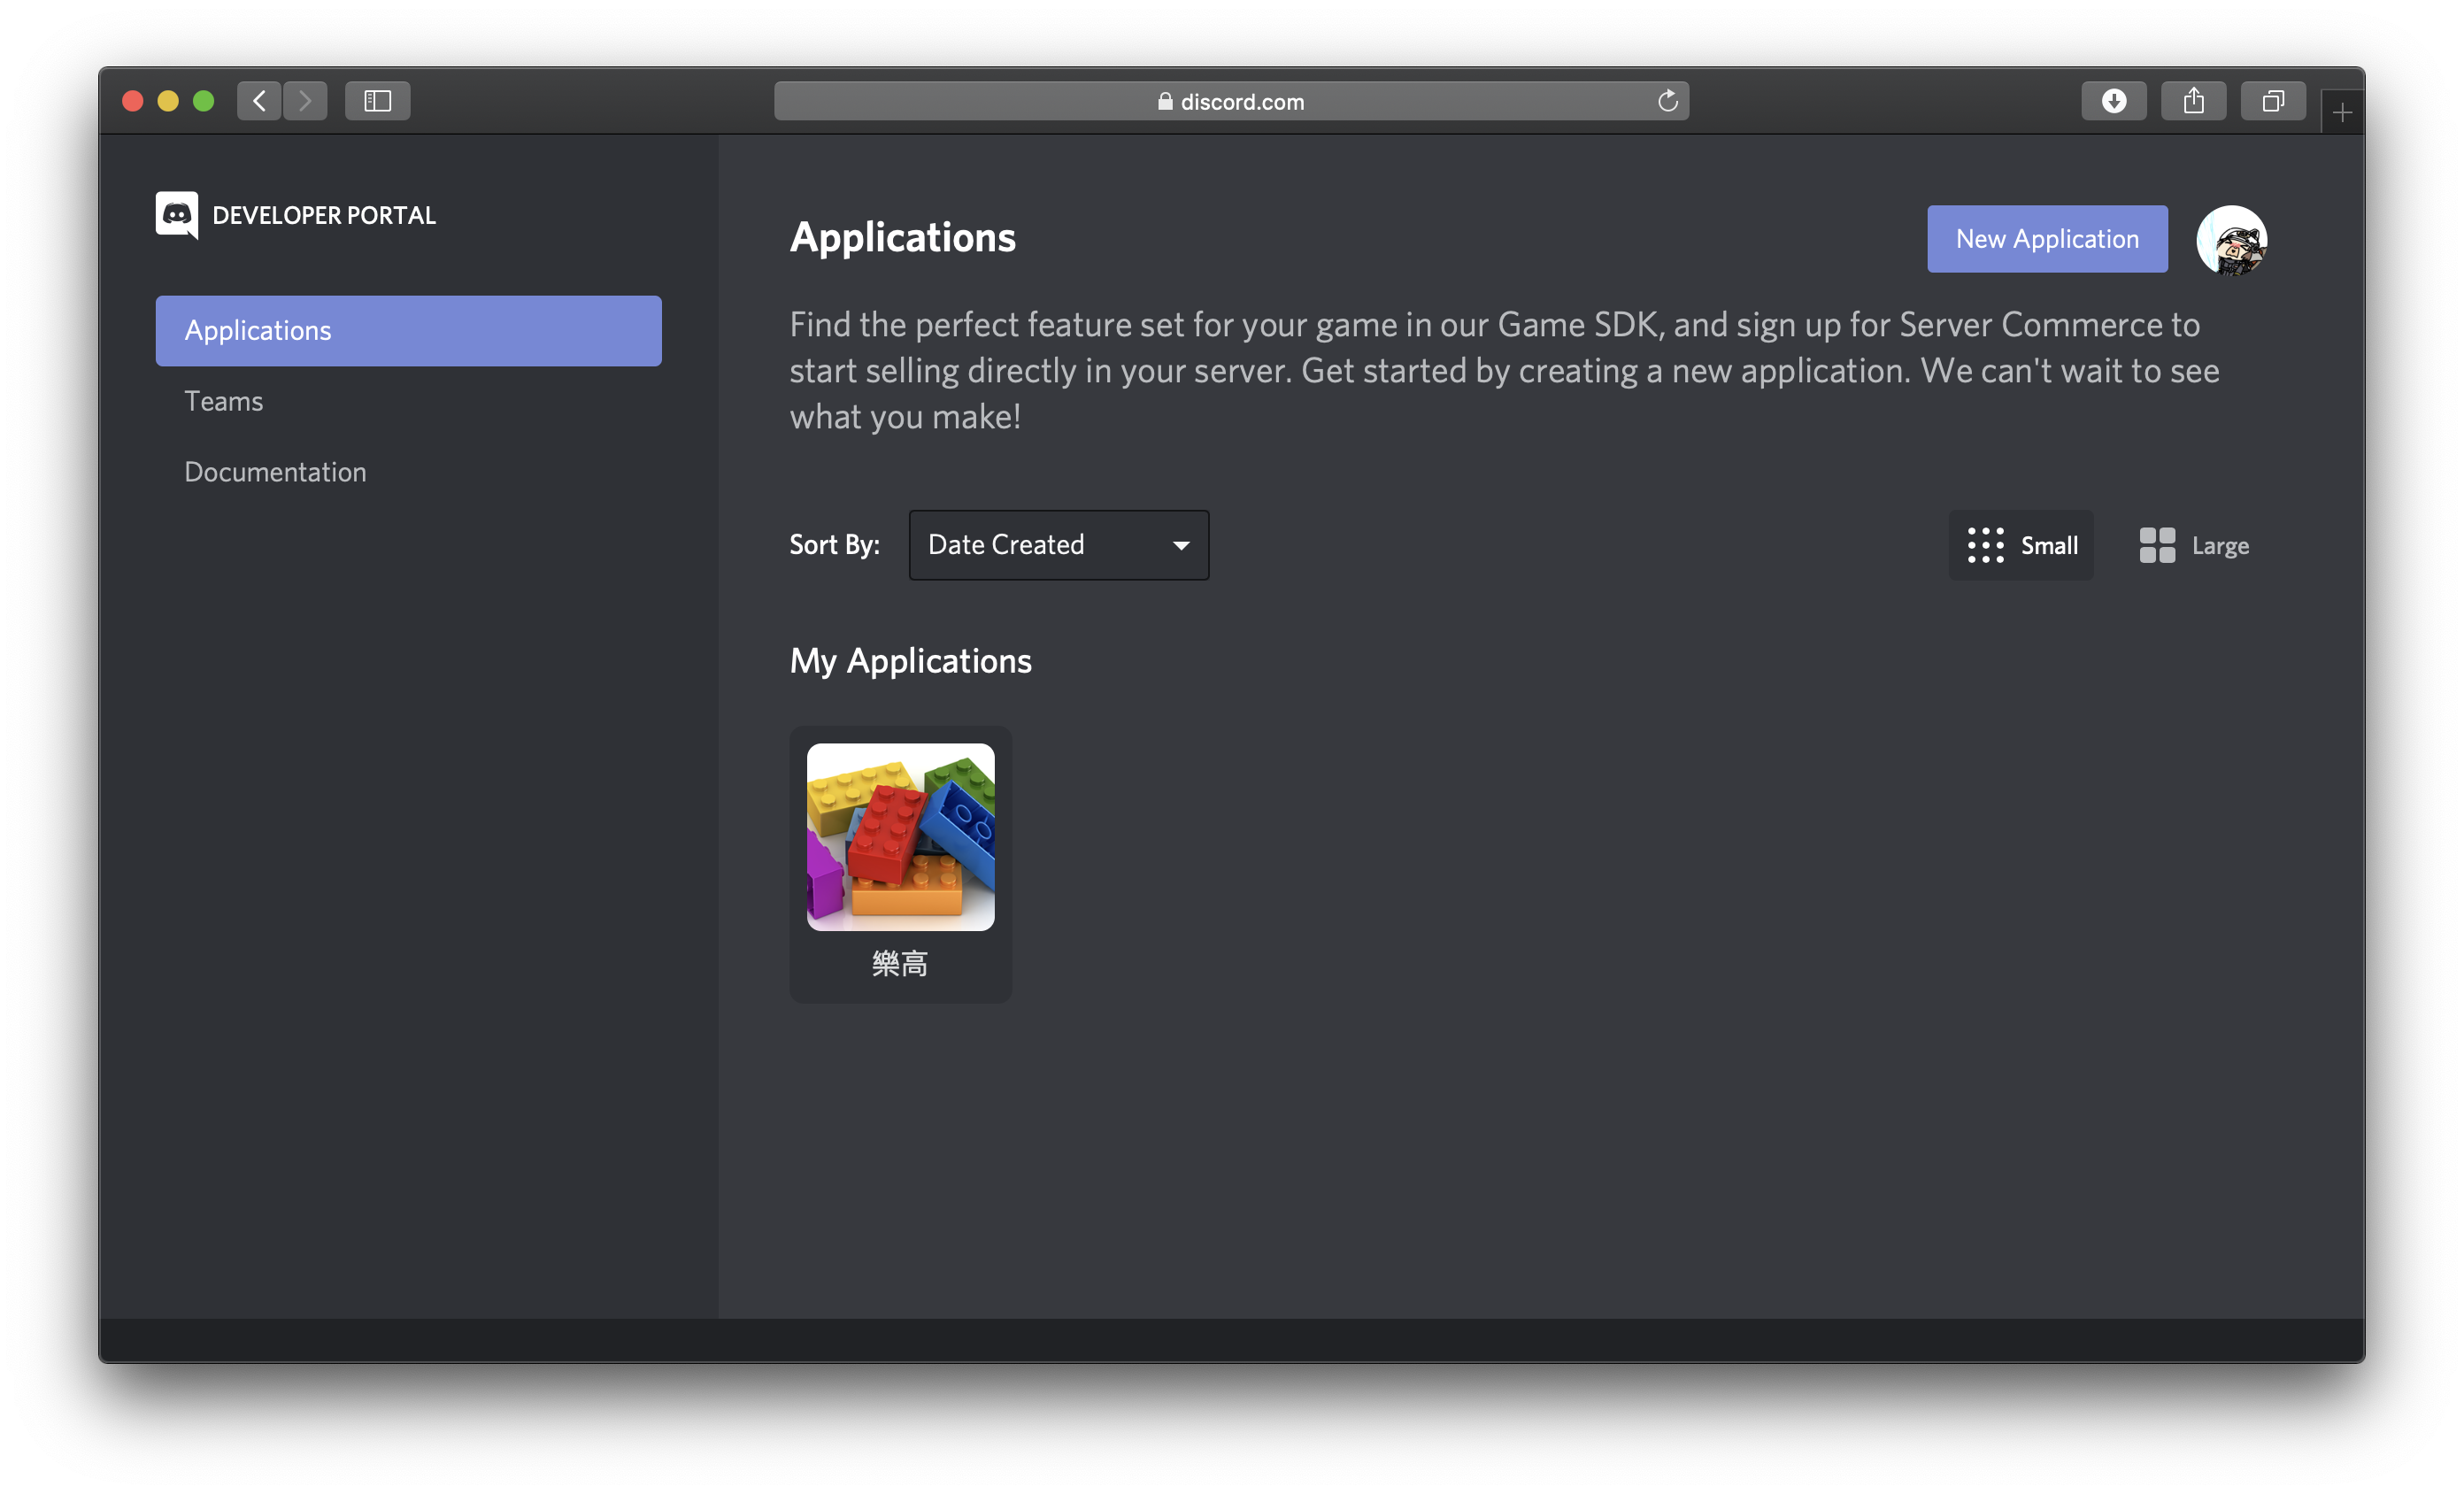 discord.com
DEVELOPER PORTAL
Applications
Teams
Documentation
Applications
New Application
Find the perfect feature set for your game in our Game SDK, and sign up for Server Commerce to
start selling directly in your server. Get started by creating a new application. We can't wait to see
what you make!
Sort By:
Date Created
Small
Large
My Applications
樂高